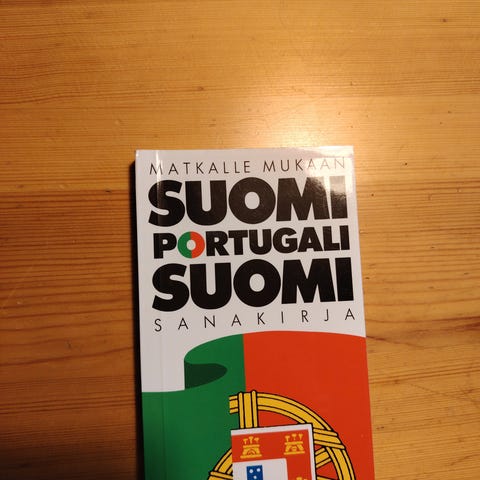 MATKALLE MUKAAN
SUOMI
PORTUGALI
SUOMI
SANAKIRJA